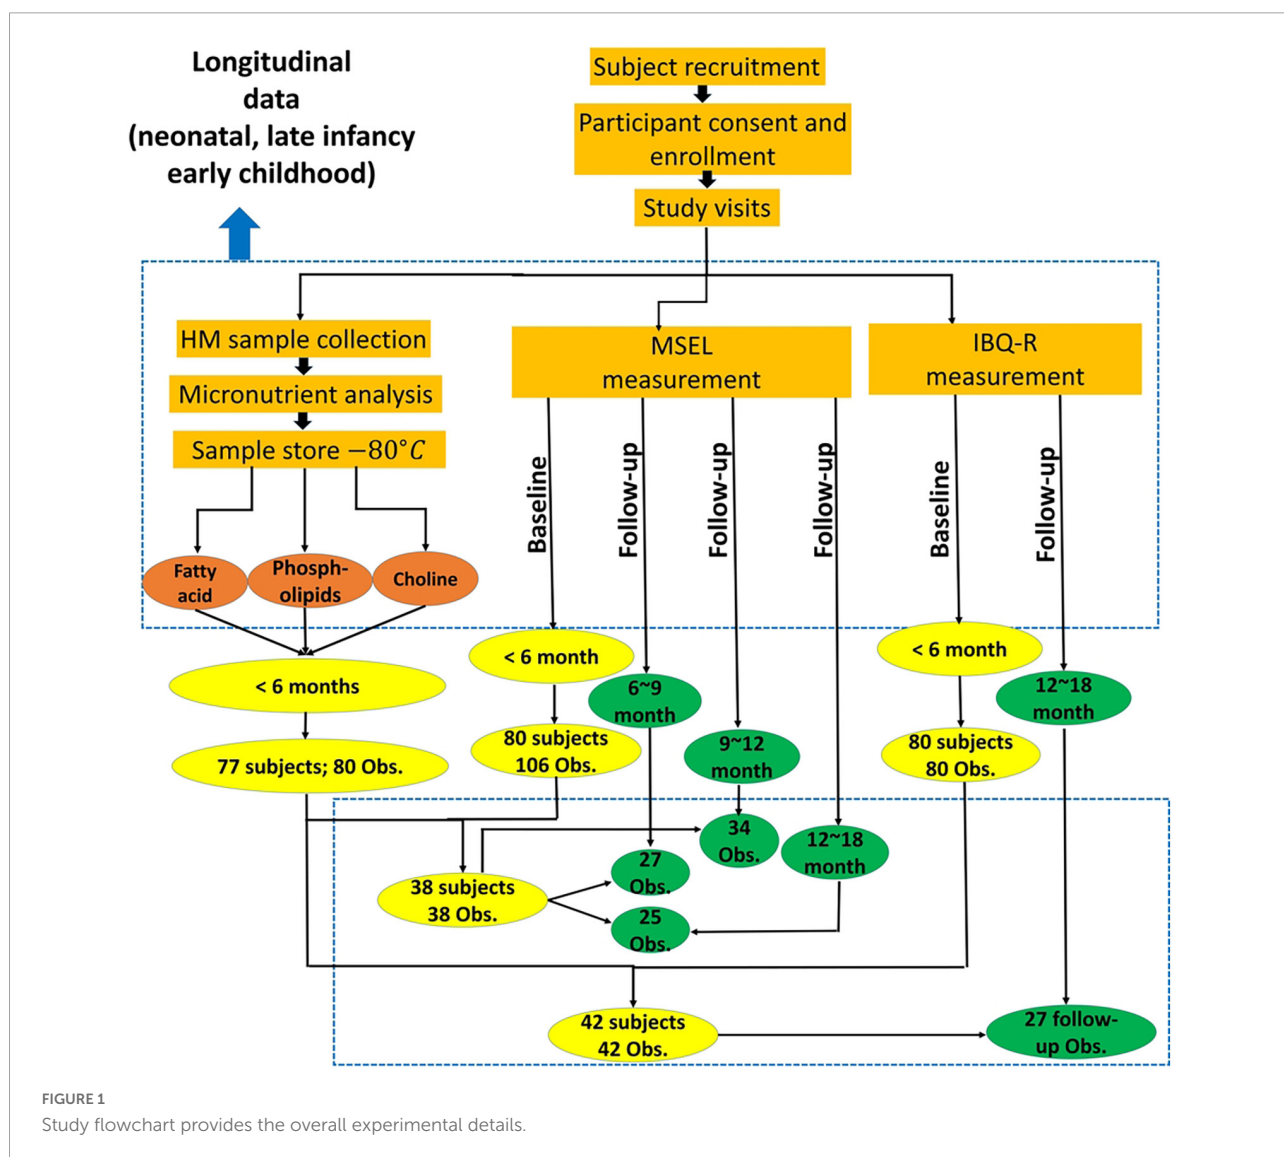 Longitudinal
data
(neonatal, late infancy
early childhood)
Subject recruitment
Participant consent and
enrollment
Study visits
HM sample collection
Micronutrient analysis
Sample store −80°C
MSEL
measurement
IBQ-R
measurement
Baseline
Follow-up
Follow-up
Follow-up
Baseline
Follow-up
Fatty
acid
Phosph-
olipids
Choline
< 6 months
77 subjects; 80 Obs.
< 6 month
80 subjects
106 Obs.
6~9
month
9~12
month
12~18
month
< 6 month
80 subjects
80 Obs.
12~18
month
38 subjects
38 Obs.
27
Obs.
34
Obs.
25
Obs.
42 subjects
42 Obs.
27 follow-
up Obs.
FIGURE 1
Study flowchart provides the overall experimental details.